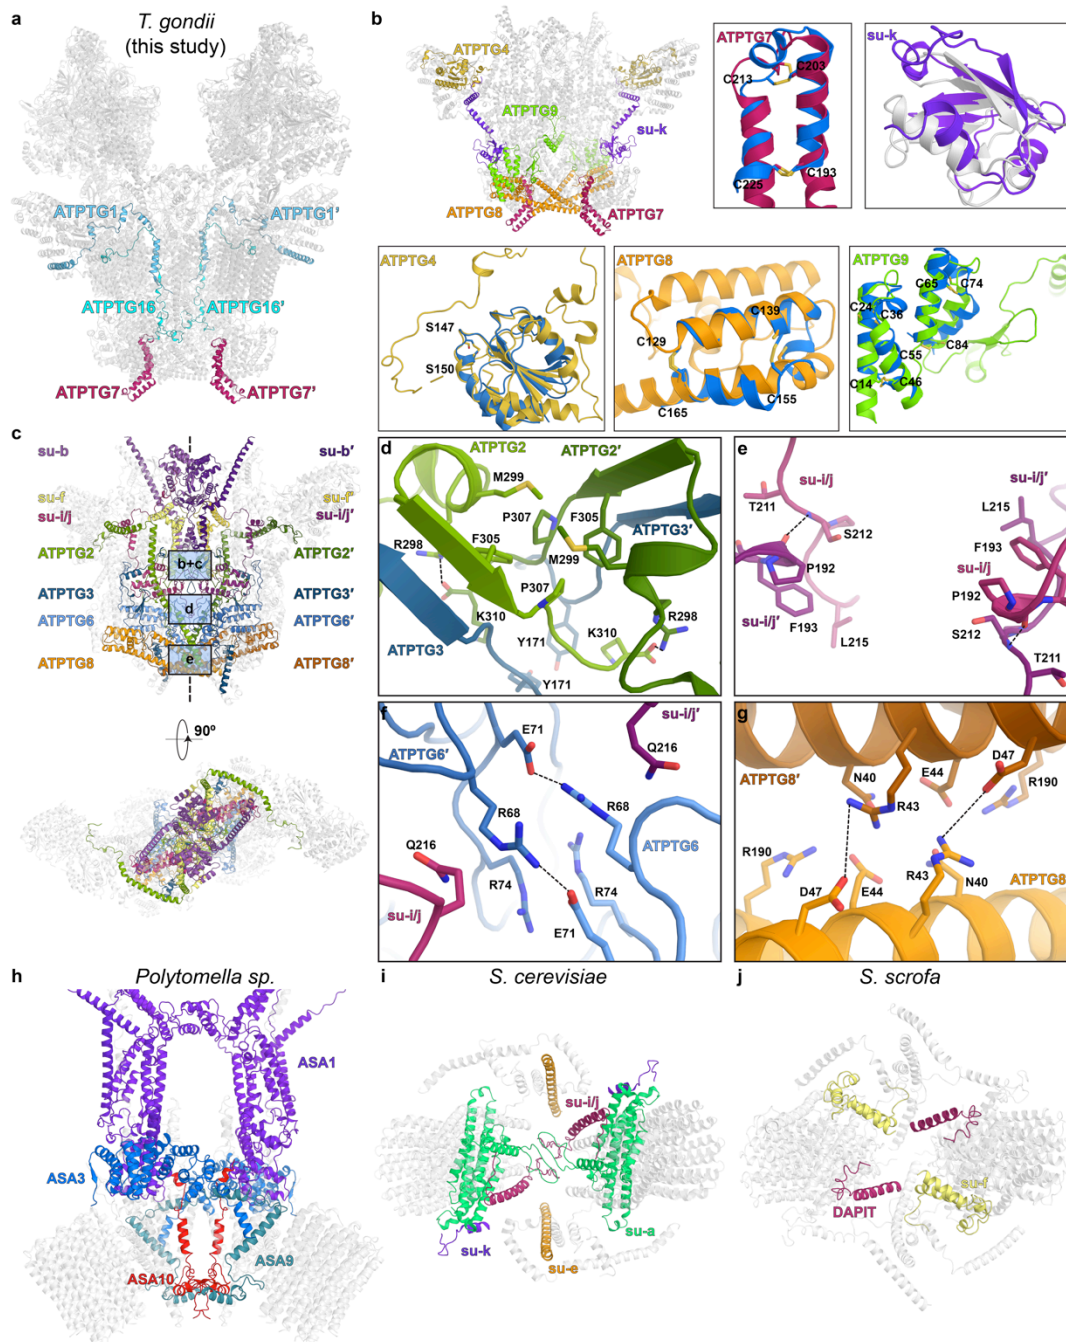 a
T. gondii
(this study)
ATPTG1
ATPTG1′
ATPTG16
ATPTG16′
ATPTG7
ATPTG7′
b
ATPTG4
ATPTG9
su-k
ATPTG8
ATPTG7
ATPTG7
C203
C213
C225
C193
su-k
ATPTG4
S147
S150
ATPTG8
C139
C129
C165
C155
ATPTG9
C65
C74
C24
C36
C55
C84
C14
C46
c
su-b
su-b′
su-f
su-f′
su-i/j
su-i/j′
ATPTG2
ATPTG2′
b+c
ATPTG3
ATPTG3′
d
ATPTG6
ATPTG6′
ATPTG8
ATPTG8′
e
90º
d
ATPTG2
ATPTG2′
M299
P307
F305
ATPTG3′
R298
F305
M299
P307
K310
R298
K310
Y171
ATPTG3
Y171
e
su-i/j
T211
S212
P192
su-i/j′
F193
L215
su-i/j′
L215
F193
su-i/j
P192
S212
T211
f
E71
su-i/j′
ATPTG6′
Q216
R68
R68
Q216
ATPTG6
R74
R74
su-i/j
E71
g
D47
ATPTG8′
N40
E44
R43
R190
R190
D47
E44
R43
N40
ATPTG8
h
Polytomella sp.
ASA1
ASA3
ASA9
ASA10
i
S. cerevisiae
su-i/j
su-k
su-a
su-e
j
S. scrofa
su-f
DAPIT